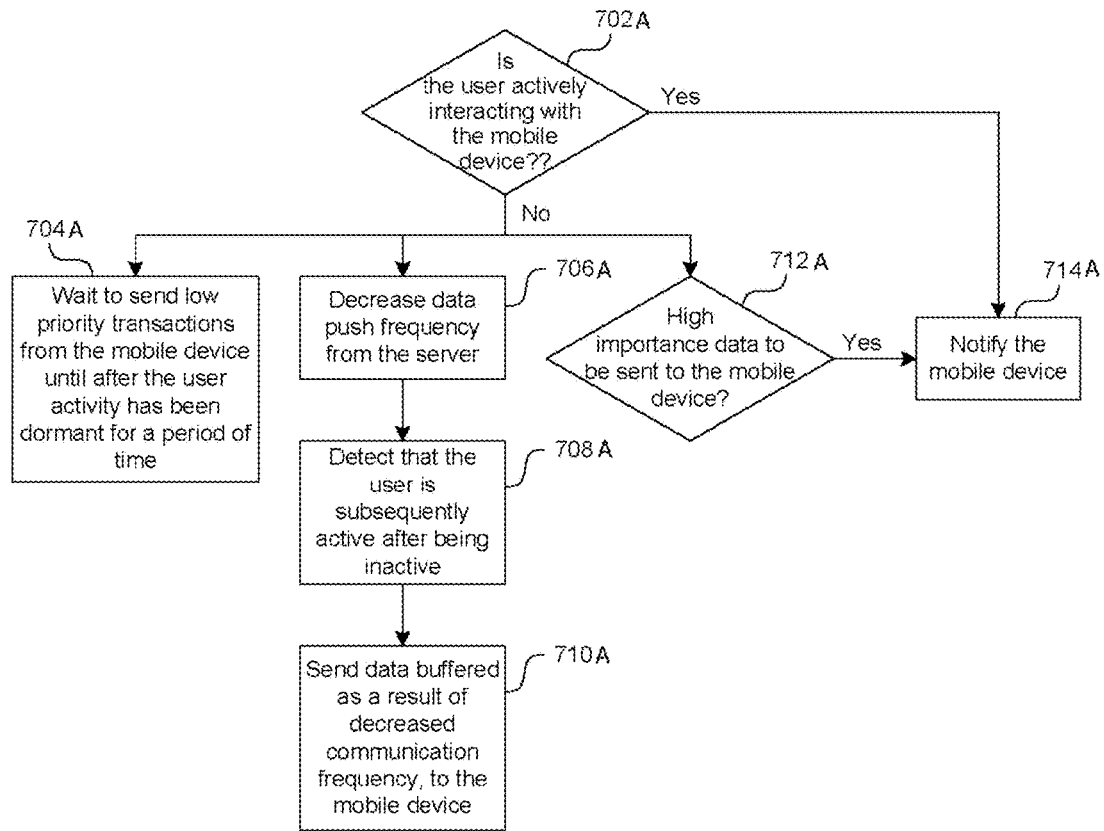 702A
Is
the user actively
interacting with
the mobile
device??
Yes
No
704A
Wait to send low
priority transactions
from the mobile device
until after the user
activity has been
dormant for a period of
time
706A
Decrease data
push frequency
from the server
712A
High
importance data to
be sent to the mobile
device?
Yes
714A
Notify the
mobile device
708A
Detect that the
user is
subsequently
active after being
inactive
710A
Send data buffered
as a result of
decreased
communication
frequency, to the
mobile device